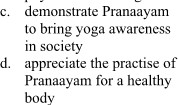 c. demonstrate Pranaayam
to bring yoga awareness
in society
d. appreciate the practise of
Pranaayam for a healthy
body